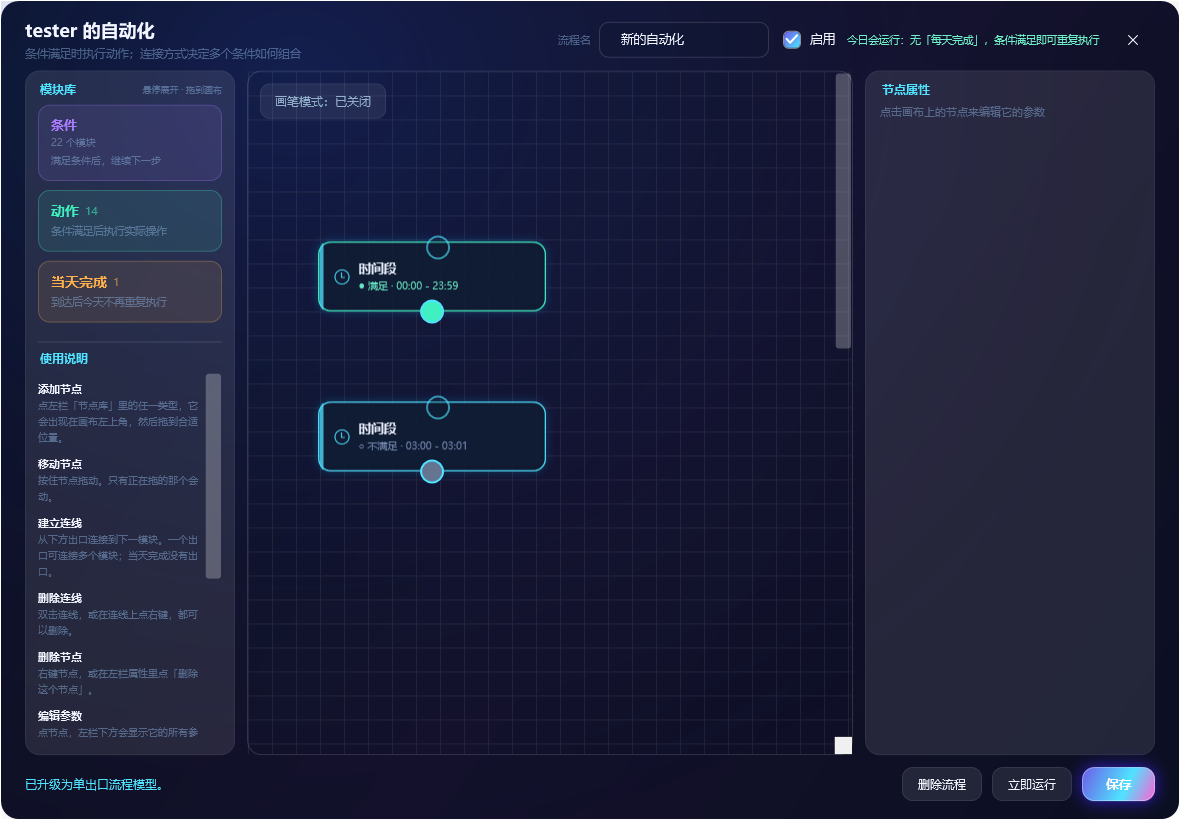 tester 的自动化
条件满足时执行动作；连接方式决定多个条件如何组合
流程名
新的自动化
启用
今日会运行：无「每天完成」，条件满足即可重复执行
模块库
悬停展开 · 拖到画布
条件
22 个模块
满足条件后，继续下一步
动作 14
条件满足后执行实际操作
当天完成 1
到达后今天不再重复执行
使用说明
添加节点
点左栏「节点库」里的任一类型，它
会出现在画布左上角，然后拖到合适
位置。
移动节点
按住节点拖动。只有正在拖的那个会
动。
建立连线
从下方出口连接到下一模块。一个出
口可连接多个模块；当天完成没有出
口。
删除连线
双击连线，或在连线上点右键，都可
以删除。
删除节点
右键节点，或在左栏属性里点「删除
这个节点」。
编辑参数
点节点，左栏下方会显示它的所有参
画笔模式：已关闭
时间段
● 满足 · 00:00 - 23:59
时间段
○ 不满足 · 03:00 - 03:01
节点属性
点击画布上的节点来编辑它的参数
已升级为单出口流程模型。
删除流程
立即运行
保存